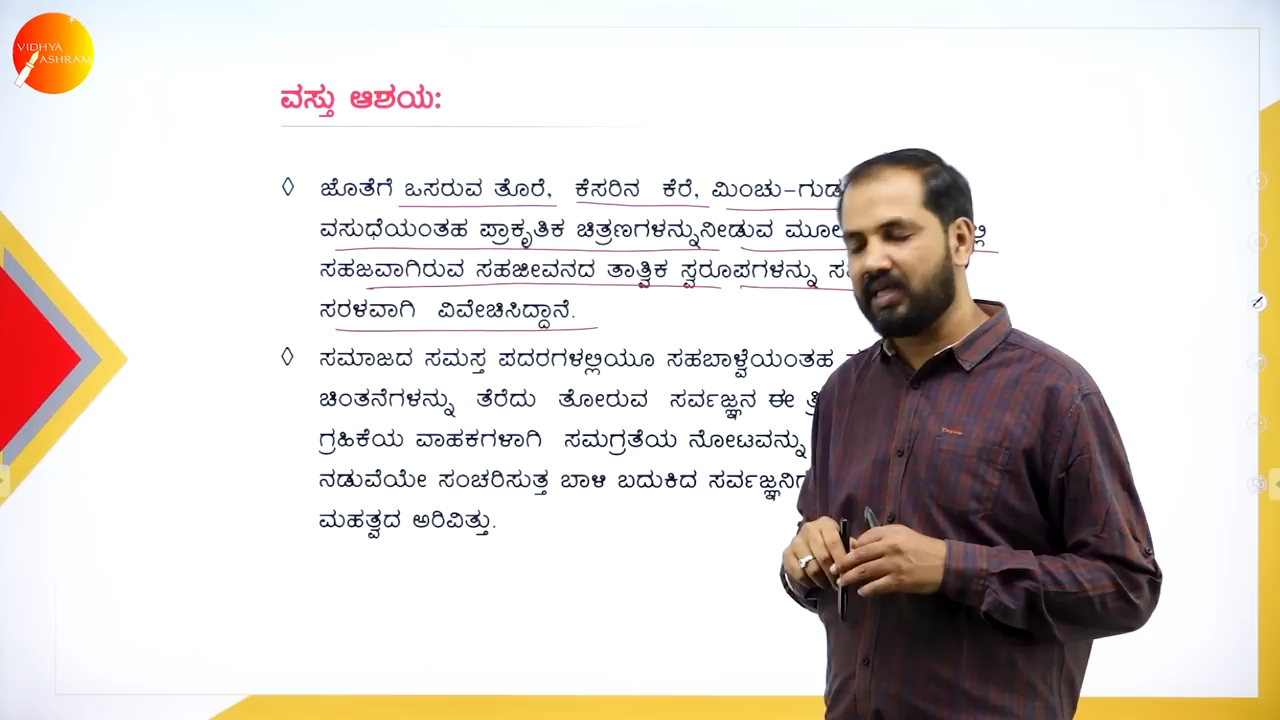 VIDHYA
ASHRAM
ವಸ್ತು ಆಶಯ:
◊ ಜೊತೆಗೆ ಒಸರುವ ತೊರೆ, ಕೆಸರಿನ ಕೆರೆ, ಮಿಂಚು-ಗುಡ
ವಸುಧೆಯಂತಹ ಪ್ರಾಕೃತಿಕ ಚಿತ್ರಣಗಳನ್ನುನೀಡುವ ಮೂಲ
ಸಹಜವಾಗಿರುವ ಸಹಜೀವನದ ತಾತ್ವಿಕ ಸ್ವರೂಪಗಳನ್ನು
ಸರಳವಾಗಿ ವಿವೇಚಿಸಿದ್ದಾನೆ.
◊ ಸಮಾಜದ ಸಮಸ್ತ ಪದರಗಳಲ್ಲಿಯೂ ಸಹಬಾಳ್ವೆಯಂತಹ
ಚಿಂತನೆಗಳನ್ನು ತೆರೆದು ತೋರುವ ಸರ್ವಜ್ಞನ ಈ
ಗ್ರಹಿಕೆಯ ವಾಹಕಗಳಾಗಿ ಸಮಗ್ರತೆಯ ನೋಟವನ್ನು
ನಡುವೆಯೇ ಸಂಚರಿಸುತ್ತ ಬಾಳಿ ಬದುಕಿದ ಸರ್ವಜ್ಞನಿಗ
ಮಹತ್ವದ ಅರಿವಿತ್ತು.